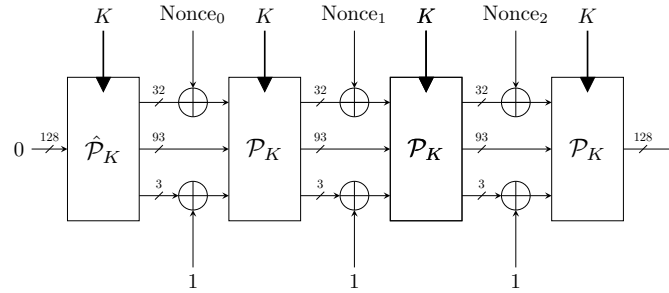 K Nonce₀ K Nonce₁ K Nonce₂ K
32 32 32
0 128 𝒫̂_K 93 𝒫_K 93 𝒫_K 93 𝒫_K 128
3 3 3
1 1 1